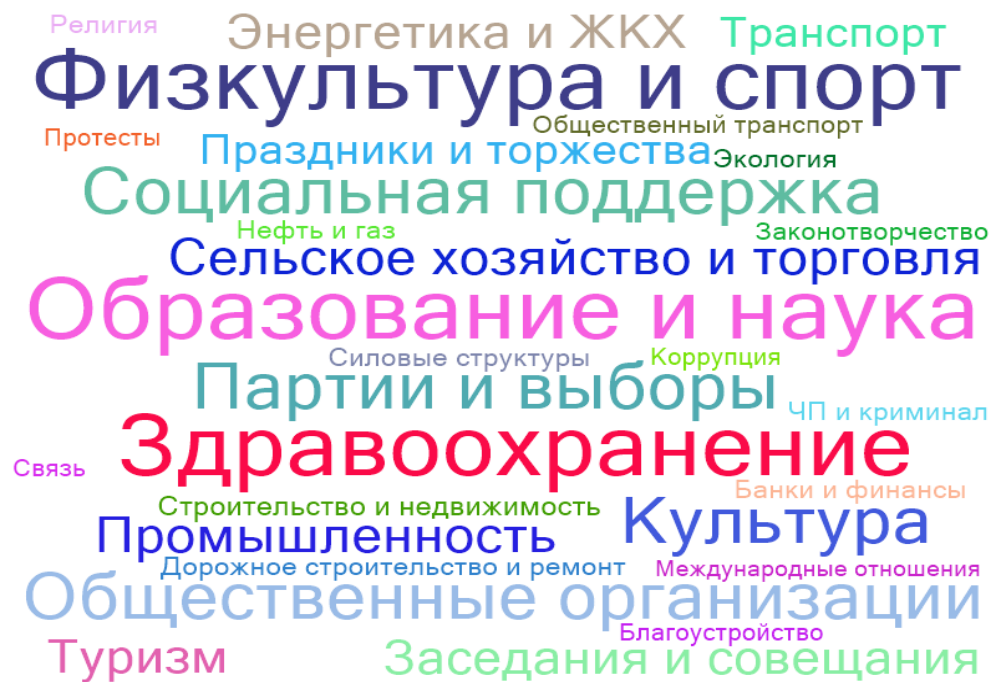 Религия
Энергетика и ЖКХ
Транспорт
Физкультура и спорт
Общественный транспорт
Протесты
Праздники и торжества
Экология
Социальная поддержка
Нефть и газ
Законотворчество
Сельское хозяйство и торговля
Образование и наука
Силовые структуры
Коррупция
Партии и выборы
ЧП и криминал
Здравоохранение
Связь
Банки и финансы
Строительство и недвижимость
Культура
Промышленность
Дорожное строительство и ремонт
Международные отношения
Общественные организации
Благоустройство
Туризм
Заседания и совещания